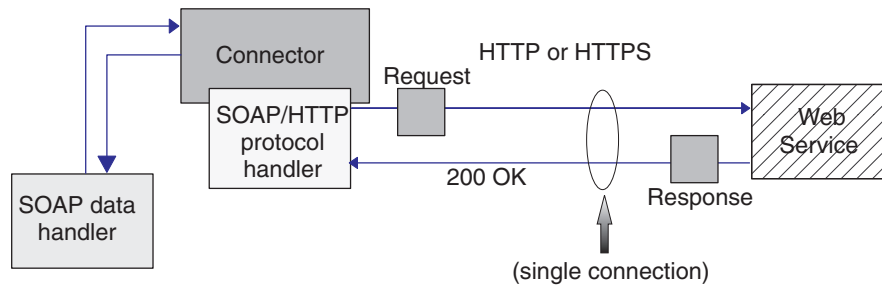 Connector
HTTP or HTTPS
Request
SOAP/HTTP
protocol
handler
Web
Service
200 OK
Response
SOAP data
handler
(single connection)